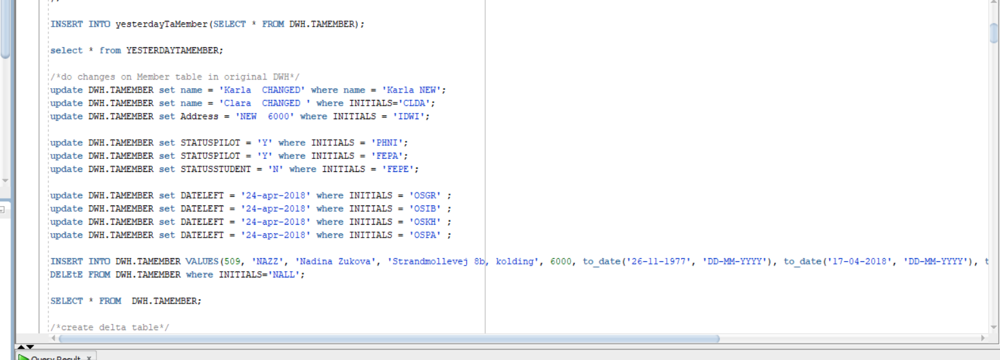 INSERT INTO yesterdayTaMember(SELECT * FROM DWH.TAMEMBER);
select * from YESTERDAYTAMEMBER;
/*do changes on Member table in original DWH*/
update DWH.TAMEMBER set name = 'Karla  CHANGED' where name = 'Karla NEW';
update DWH.TAMEMBER set name = 'Clara  CHANGED ' where INITIALS='CLDA';
update DWH.TAMEMBER set Address = 'NEW  6000' where INITIALS = 'IDWI';
update DWH.TAMEMBER set STATUSPILOT = 'Y' where INITIALS = 'PHNI';
update DWH.TAMEMBER set STATUSPILOT = 'Y' where INITIALS = 'FEPA';
update DWH.TAMEMBER set STATUSSTUDENT = 'N' where INITIALS = 'FEPE';
update DWH.TAMEMBER set DATELEFT = '24-apr-2018' where INITIALS = 'OSGR' ;
update DWH.TAMEMBER set DATELEFT = '24-apr-2018' where INITIALS = 'OSIB' ;
update DWH.TAMEMBER set DATELEFT = '24-apr-2018' where INITIALS = 'OSKH' ;
update DWH.TAMEMBER set DATELEFT = '24-apr-2018' where INITIALS = 'OSPA' ;
INSERT INTO DWH.TAMEMBER VALUES(509, 'NAZZ', 'Nadina Zukova', 'Strandmollevej 8b, kolding', 6000, to_date('26-11-1977', 'DD-MM-YYYY'), to_date('17-04-2018', 'DD-MM-YYYY'), t
DELEtE FROM DWH.TAMEMBER where INITIALS='NALL';
SELECT * FROM  DWH.TAMEMBER;
/*create delta table*/
Query Result x